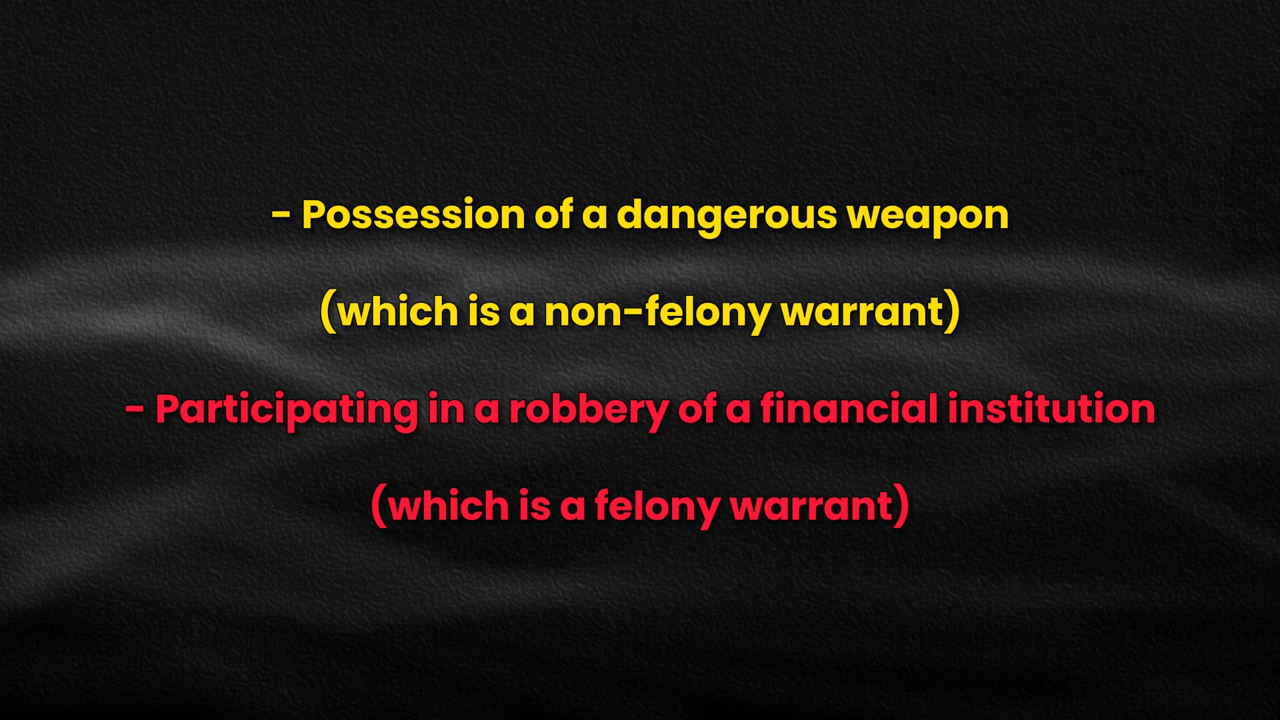 - Possession of a dangerous weapon
(which is a non-felony warrant)
- Participating in a robbery of a financial institution
(which is a felony warrant)